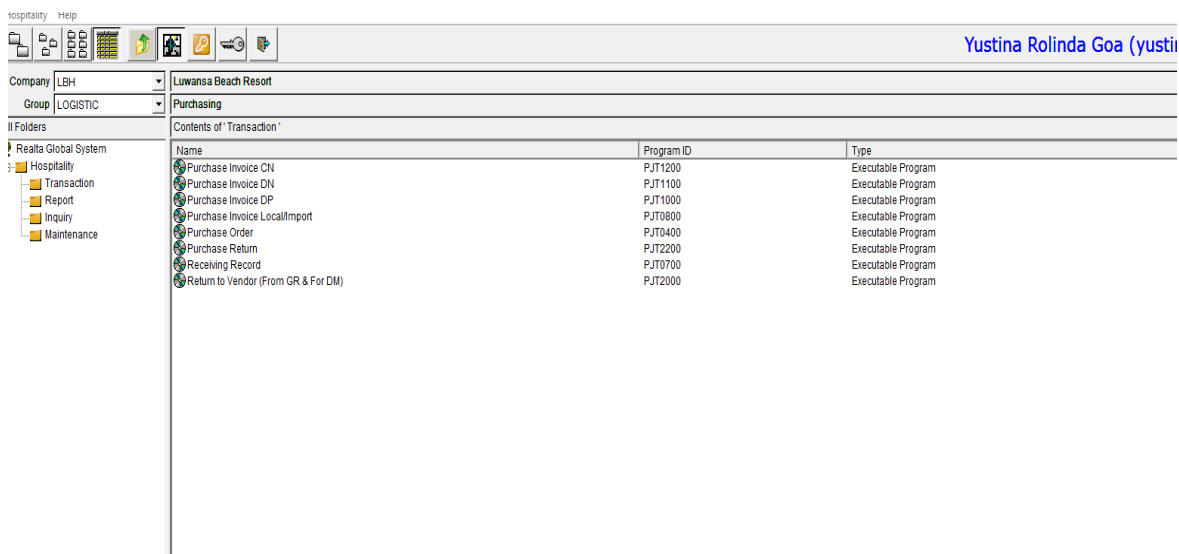 Hospitality Help
Yustina Rolinda Goa (yustin
Company LBH Luwansa Beach Resort
Group LOGISTIC Purchasing
ll Folders Contents of ' Transaction '
Realta Global System
Hospitality
Transaction
Report
Inquiry
Maintenance
Name Program ID Type
Purchase Invoice CN PJT1200 Executable Program
Purchase Invoice DN PJT1100 Executable Program
Purchase Invoice DP PJT1000 Executable Program
Purchase Invoice Local/Import PJT0800 Executable Program
Purchase Order PJT0400 Executable Program
Purchase Return PJT2200 Executable Program
Receiving Record PJT0700 Executable Program
Return to Vendor (From GR & For DM) PJT2000 Executable Program